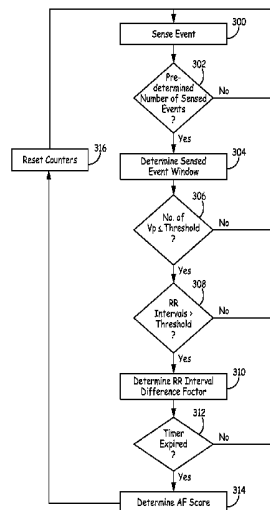 300
Sense Event
302
Pre-
determined
Number of Sensed
Events
?
No
Yes
316
Reset Counters
304
Determine Sensed
Event Window
306
No. of
Vp ≤ Threshold
?
No
Yes
308
RR
Intervals >
Threshold
?
No
Yes
310
Determine RR Interval
Difference Factor
312
Timer
Expired
?
No
Yes
314
Determine AF Score